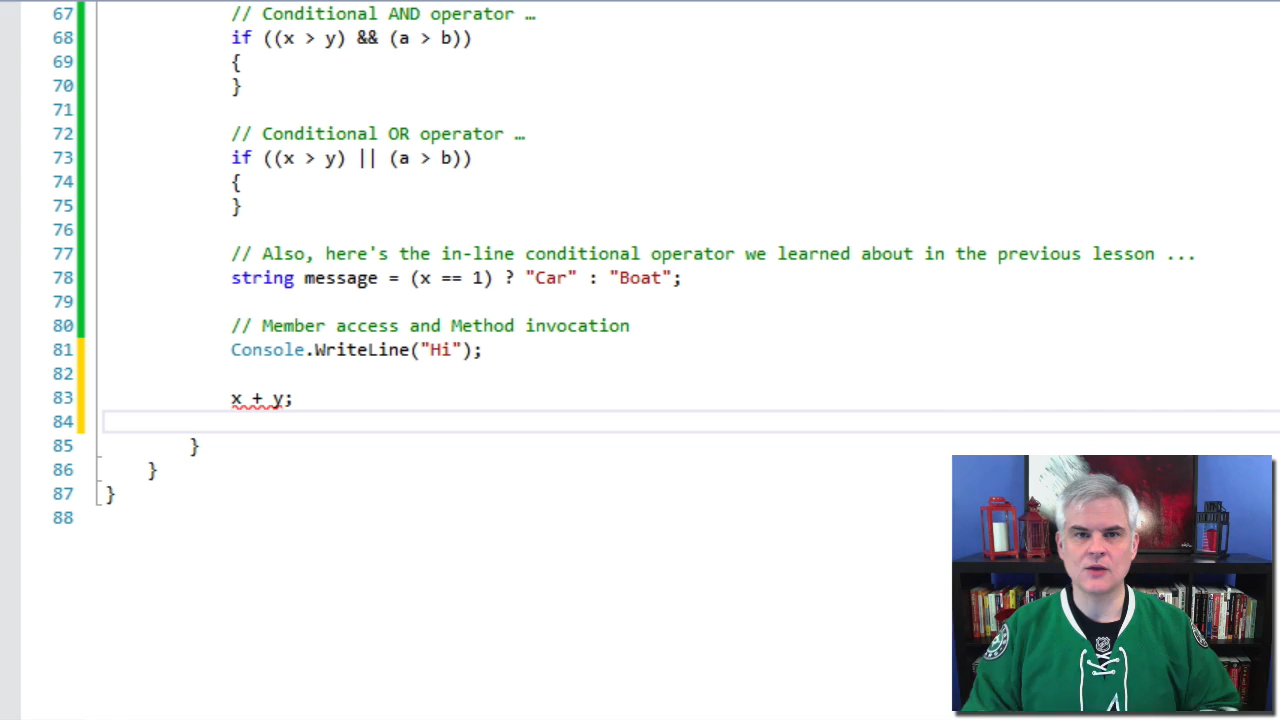 67 // Conditional AND operator …
68 if ((x > y) && (a > b))
69 {
70 }
71
72 // Conditional OR operator …
73 if ((x > y) || (a > b))
74 {
75 }
76
77 // Also, here's the in-line conditional operator we learned about in the previous lesson ...
78 string message = (x == 1) ? "Car" : "Boat";
79
80 // Member access and Method invocation
81 Console.WriteLine("Hi");
82
83 x + y;
84
85 }
86 }
87 }
88